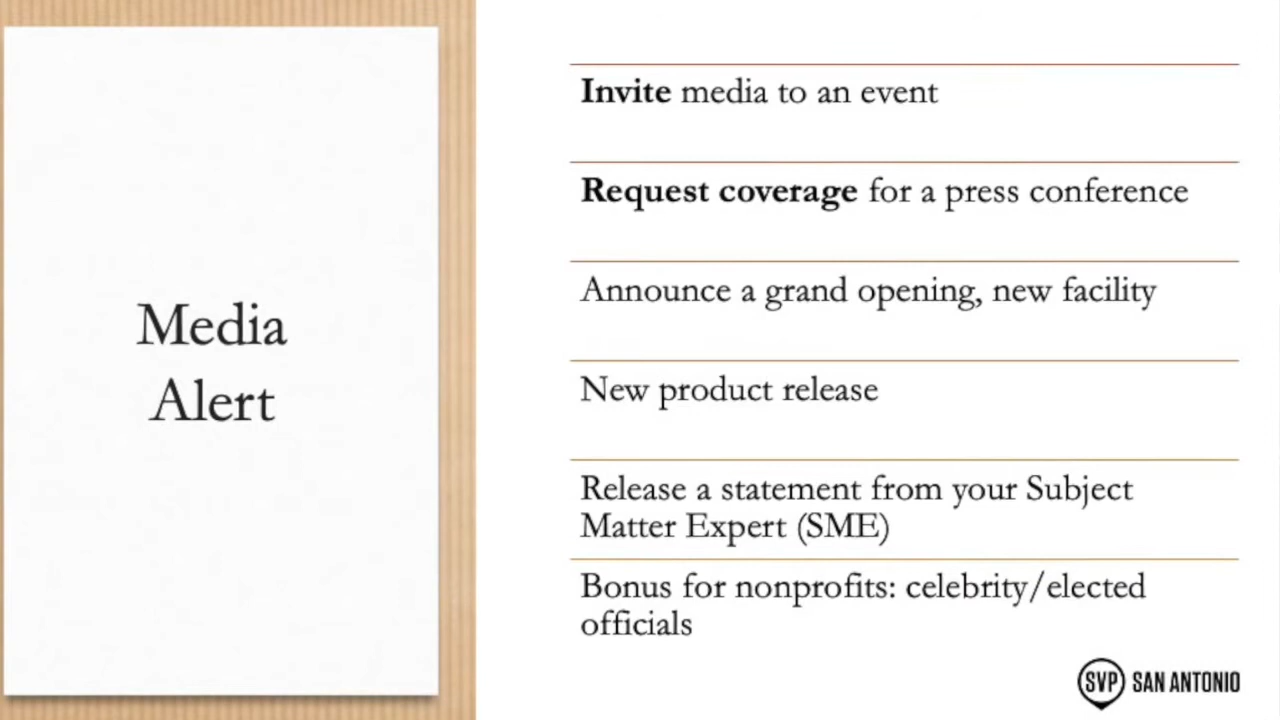 Media
Alert
Invite media to an event
Request coverage for a press conference
Announce a grand opening, new facility
New product release
Release a statement from your Subject
Matter Expert (SME)
Bonus for nonprofits: celebrity/elected
officials
SVP SAN ANTONIO